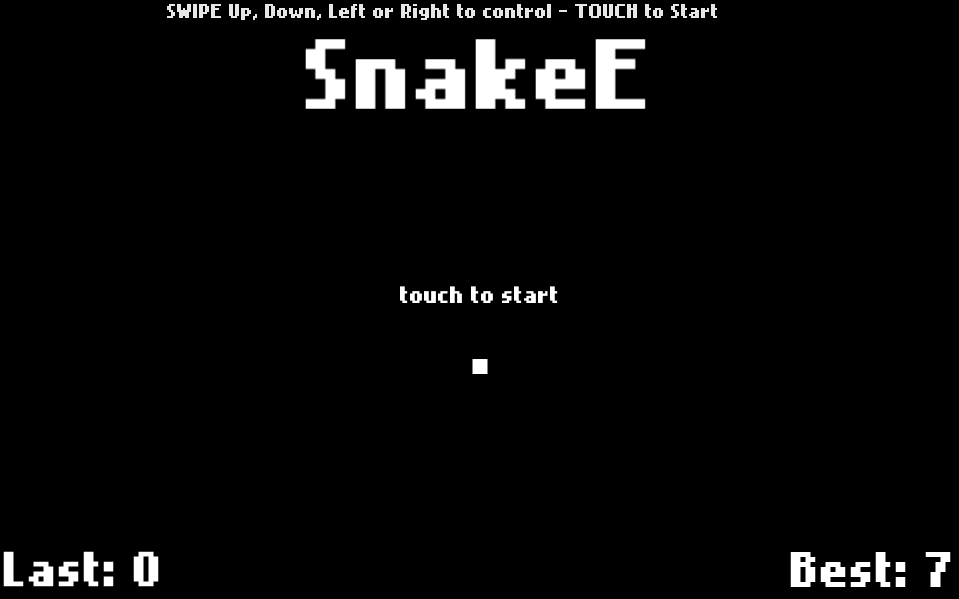 SWIPE Up, Down, Left or Right to control - TOUCH to Start
SnakeE
touch to start
Last: 0
Best: 7